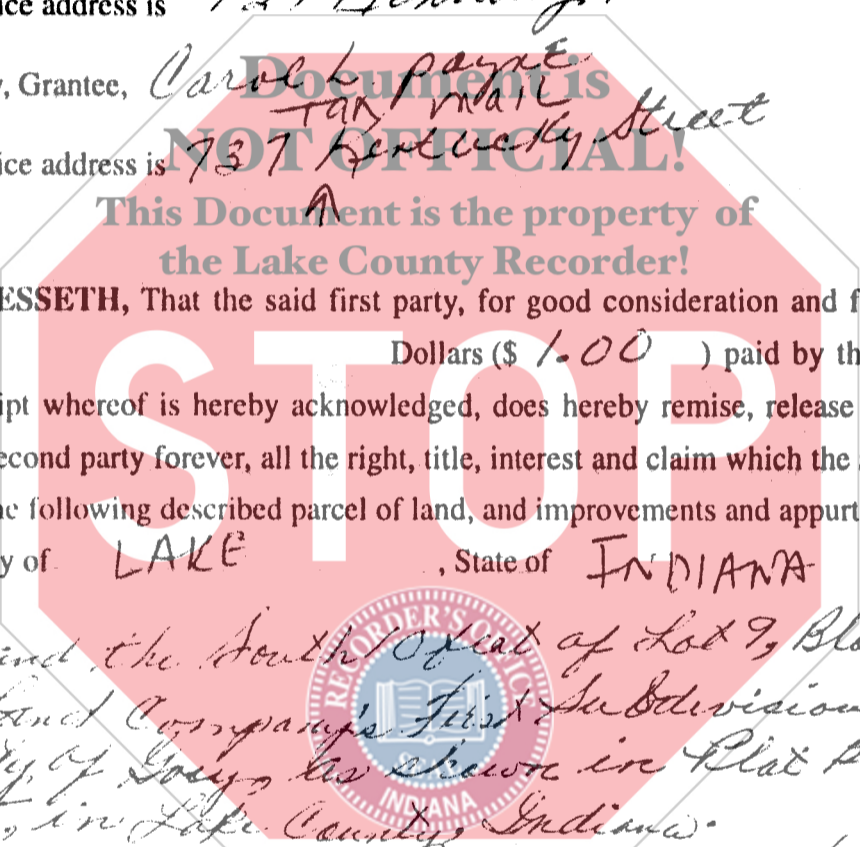 ice address is
, Grantee, Carol L Payne
Document is
TAX MAIL
NOT OFFICIAL!
ice address is 737 Kentucky Street
This Document is the property of
the Lake County Recorder!
ESSETH, That the said first party, for good consideration and f
Dollars ($ 1.00 ) paid by th
ipt whereof is hereby acknowledged, does hereby remise, release
STOP
econd party forever, all the right, title, interest and claim which the
e following described parcel of land, and improvements and appurt
y of LAKE , State of INDIANA
and the South feet of Lot 9, Blo
RECORDER'S OFFICE
Land Company's First Subdivision
ty of Gary, as shown in Plat
INDIANA
, in Lake County, Indiana.